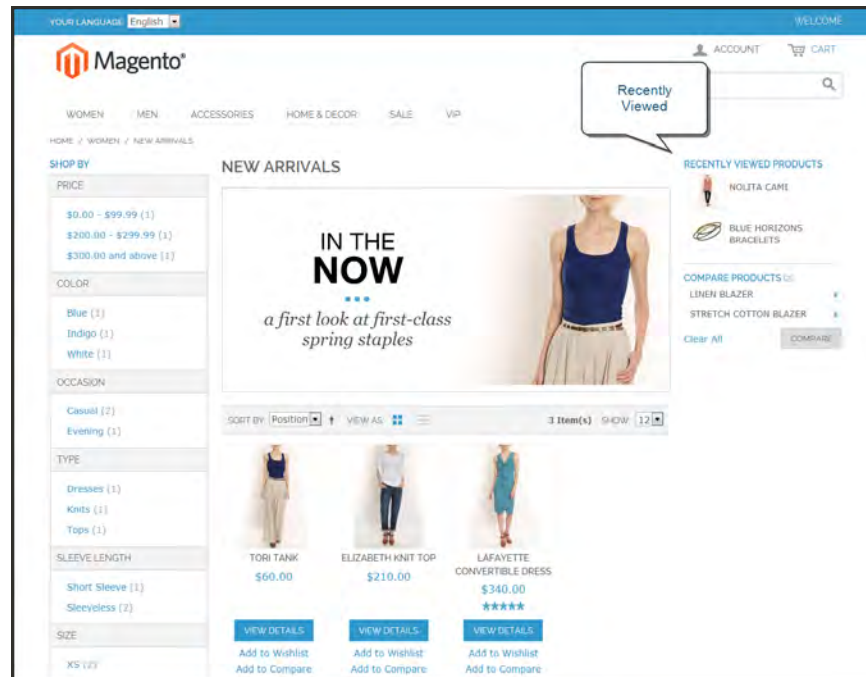 YOUR LANGUAGE: English
WELCOME
Magento®
ACCOUNT
CART
Recently
Viewed
WOMEN MEN ACCESSORIES HOME & DECOR SALE VIP
HOME / WOMEN / NEW ARRIVALS
SHOP BY
PRICE
$0.00 - $99.99 (1)
$200.00 - $299.99 (1)
$300.00 and above (1)
COLOR
Blue (1)
Indigo (1)
White (1)
OCCASION
Casual (2)
Evening (1)
TYPE
Dresses (1)
Knits (1)
Tops (1)
SLEEVE LENGTH
Short Sleeve (1)
Sleeveless (2)
SIZE
XS (2)
NEW ARRIVALS
IN THE
NOW
a first look at first-class
spring staples
SORT BY Position VIEW AS 3 Item(s) SHOW 12
TORI TANK
$60.00
VIEW DETAILS
Add to Wishlist
Add to Compare
ELIZABETH KNIT TOP
$210.00
VIEW DETAILS
Add to Wishlist
Add to Compare
LAFAYETTE
CONVERTIBLE DRESS
$340.00
VIEW DETAILS
Add to Wishlist
Add to Compare
RECENTLY VIEWED PRODUCTS
NOLITA CAMI
BLUE HORIZONS
BRACELETS
COMPARE PRODUCTS
LINEN BLAZER x
STRETCH COTTON BLAZER x
Clear All COMPARE